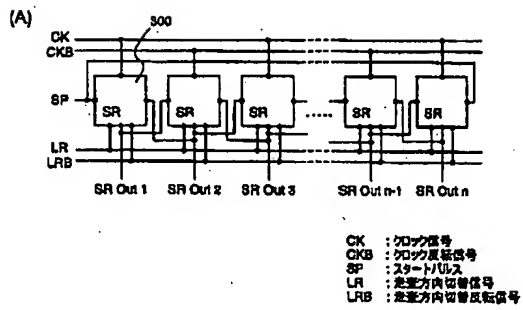 (A)
300
CK
CKB
SP
SR SR SR SR SR
LR
LRB
SR Out 1 SR Out 2 SR Out 3 SR Out n-1 SR Out n
CK :クロック信号
CKB :クロック反転信号
SP :スタートパルス
LR :走査方向切替信号
LRB :走査方向切替反転信号